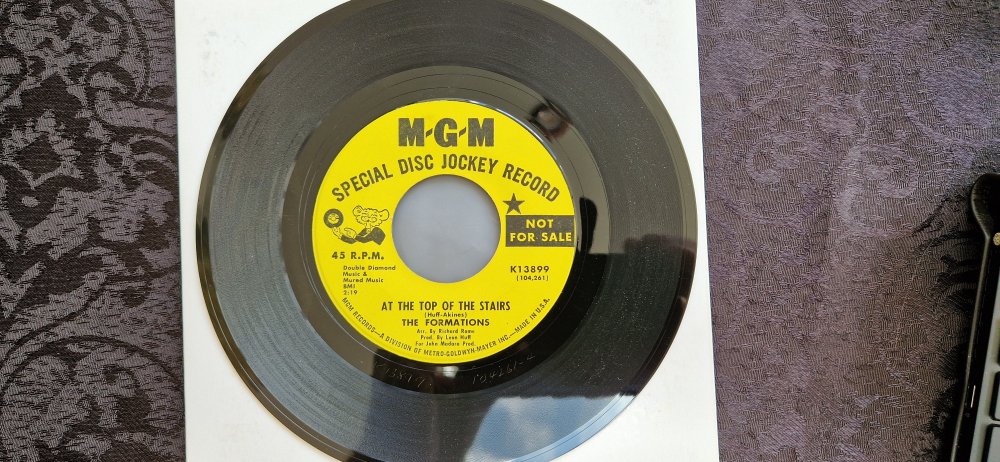 M-G-M
SPECIAL DISC JOCKEY RECORD
NOT
FOR SALE
45 R.P.M.
Double Diamond
Music &
Mured Music
BMI
2:19
K13899
(104,261)
AT THE TOP OF THE STAIRS
(Huff-Akines)
THE FORMATIONS
Arr. By Richard Rome
Prod. By Leon Huff
For John Madara Prod.
MGM RECORDS—A DIVISION OF METRO-GOLDWYN-MAYER INC.—MADE IN U.S.A.